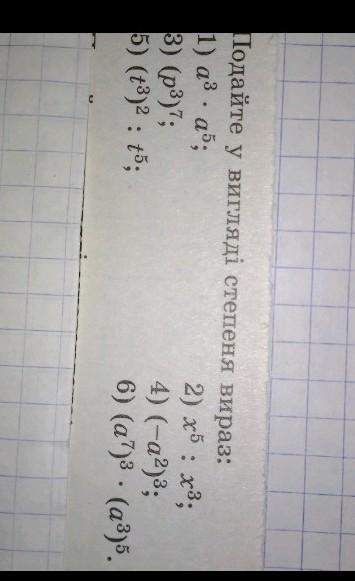 Подайте у вигляді степеня вираз:
1) a³ · a⁵; 2) x⁵ : x³;
3) (p³)⁷; 4) (−a²)³;
5) (t³)² : t⁵; 6) (a⁷)³ · (a³)⁵.